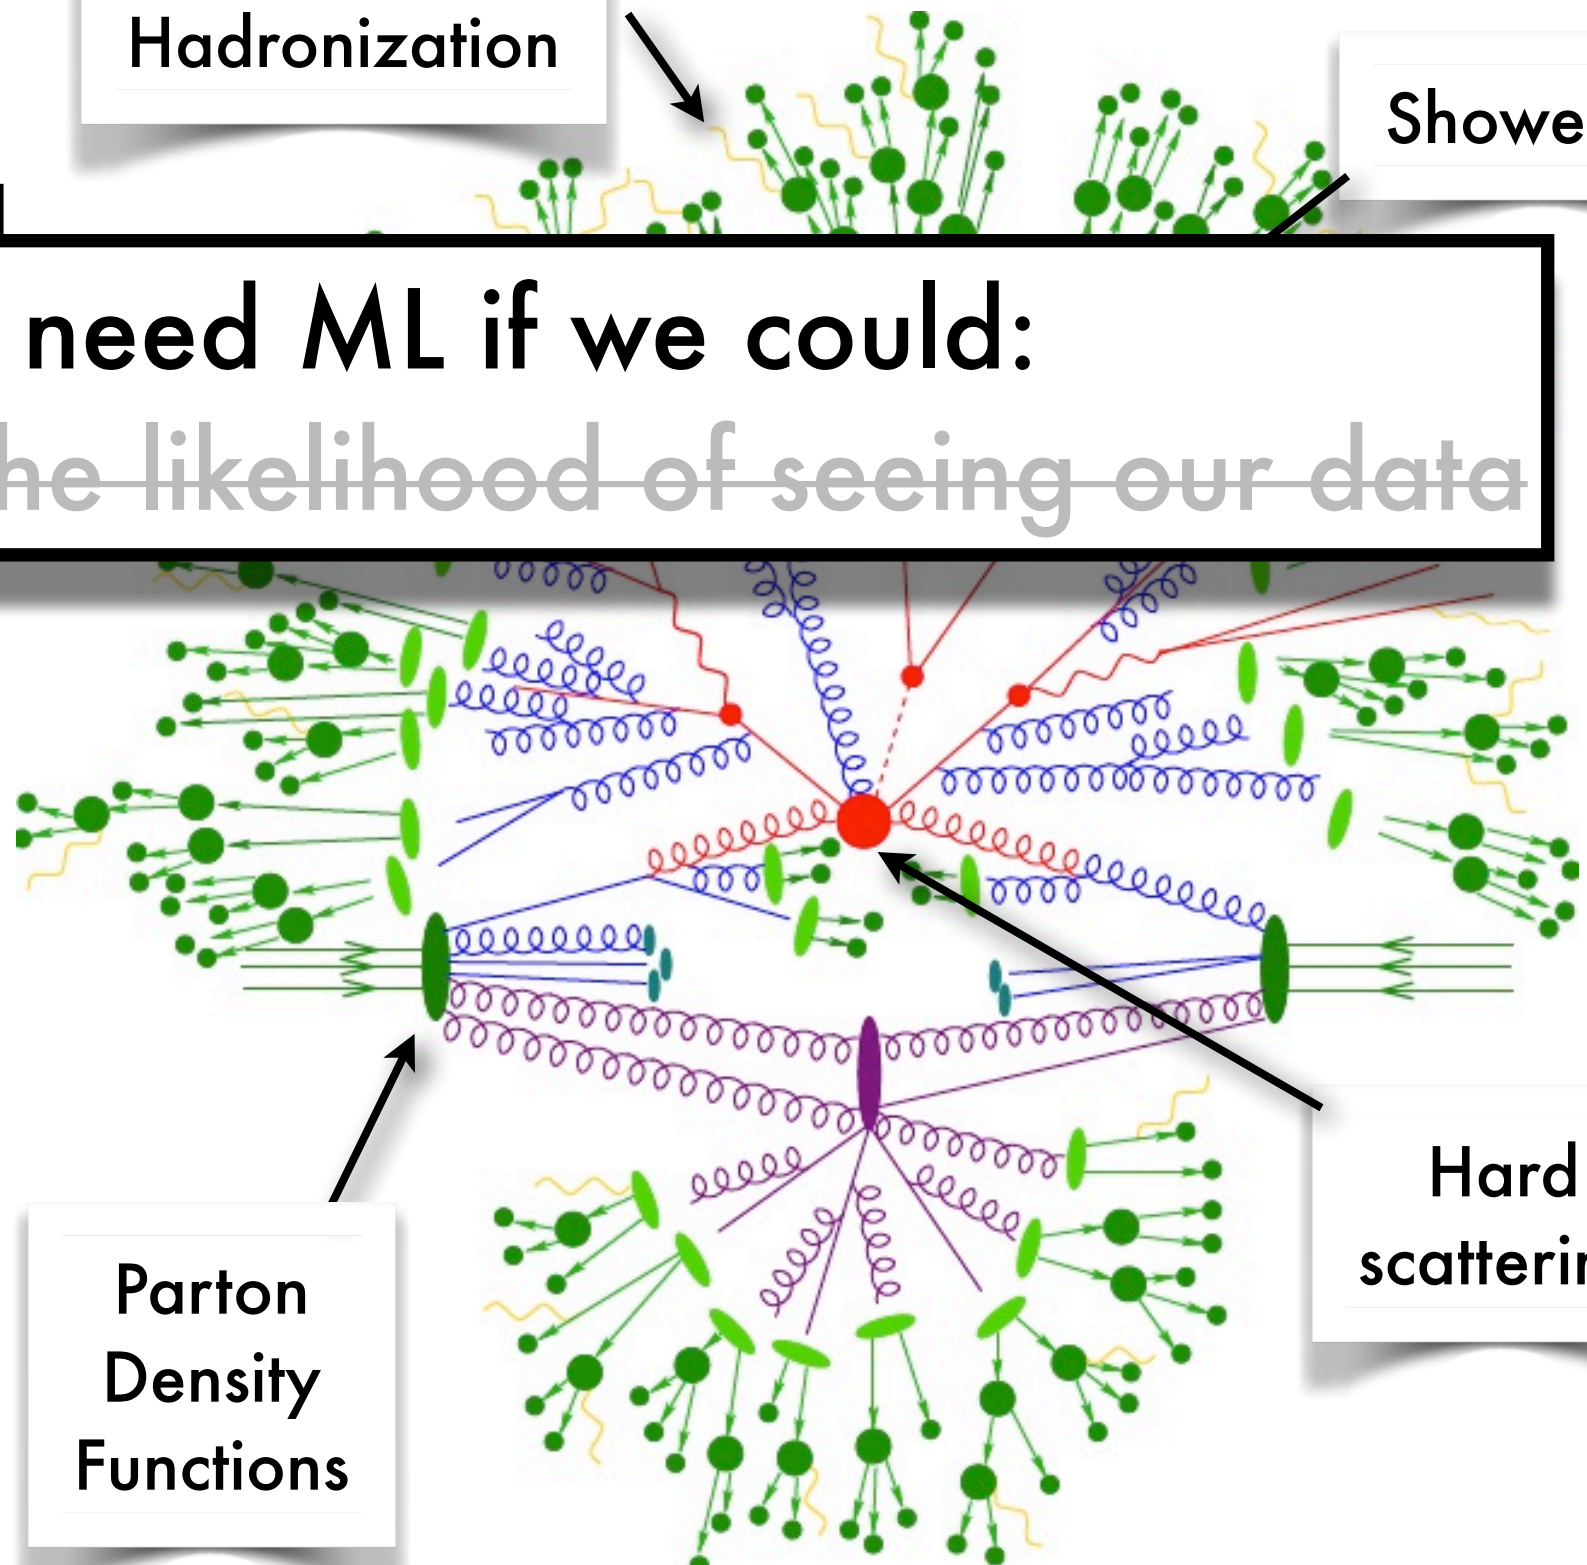 Hadronization
Showe
need ML if we could:
he likelihood of seeing our data
Parton
Density
Functions
Hard
scatterin